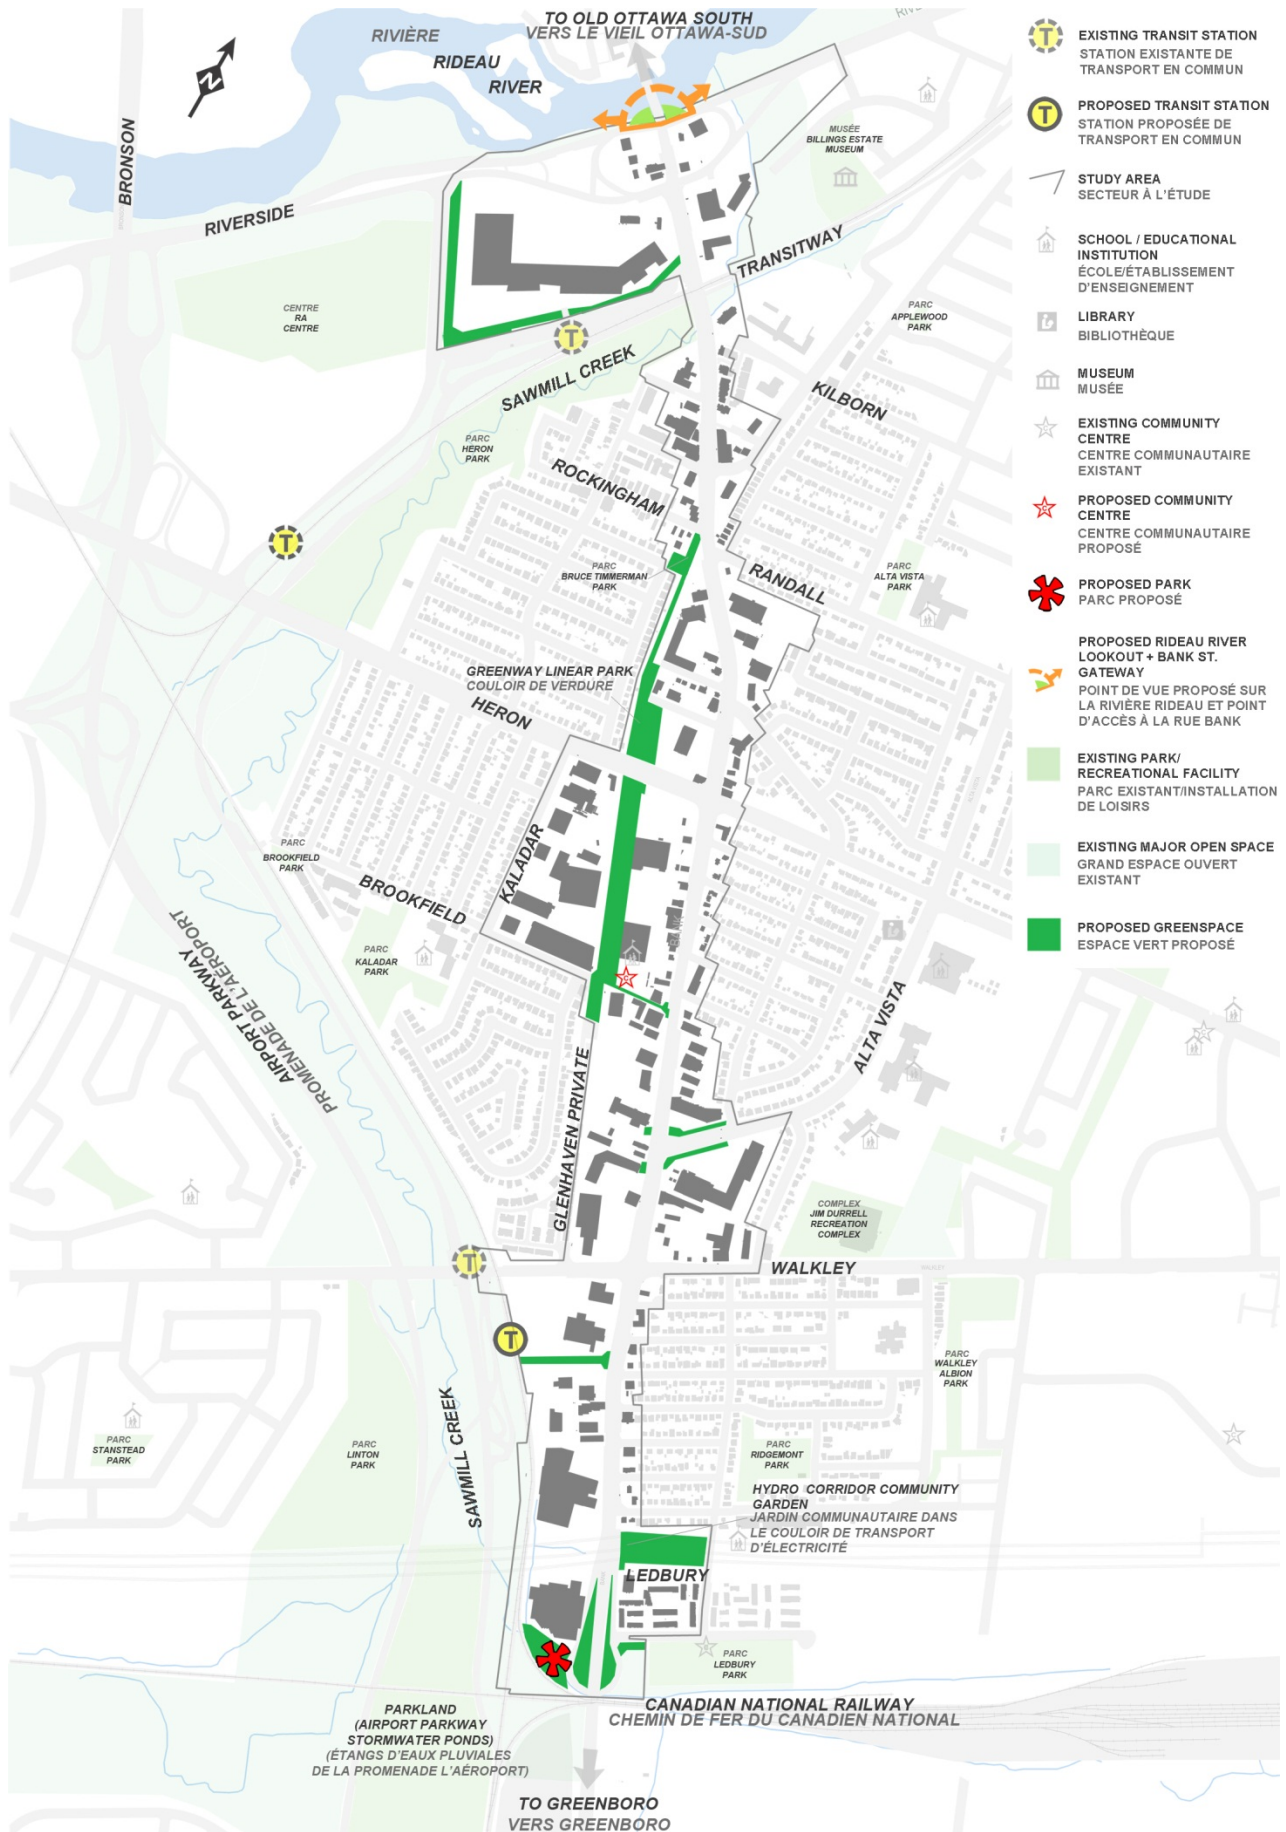 TO OLD OTTAWA SOUTH
VERS LE VIEIL OTTAWA-SUD
RIVIÈRE
RIDEAU
RIVER
N
BRONSON
RIVERSIDE
MUSÉE
BILLINGS ESTATE
MUSEUM
TRANSITWAY
CENTRE
RA
CENTRE
T
SAWMILL CREEK
PARC
APPLEWOOD
PARK
KILBORN
PARC
HERON
PARK
ROCKINGHAM
T
PARC
BRUCE TIMMERMAN
PARK
RANDALL
PARC
ALTA VISTA
PARK
GREENWAY LINEAR PARK
COULOIR DE VERDURE
HERON
KALADAR
PARC
BROOKFIELD
PARK
BROOKFIELD
BANK
PARC
KALADAR
PARK
C
AIRPORT PARKWAY
PROMENADE DE L'AÉROPORT
ALTA VISTA
GLENHAVEN PRIVATE
COMPLEX
JIM DURRELL
RECREATION
COMPLEX
T
WALKLEY
WALKLEY
T
SAWMILL CREEK
PARC
WALKLEY
ALBION
PARK
PARC
STANSTEAD
PARK
PARC
LINTON
PARK
PARC
RIDGEMONT
PARK
HYDRO CORRIDOR COMMUNITY
GARDEN
JARDIN COMMUNAUTAIRE DANS
LE COULOIR DE TRANSPORT
D'ÉLECTRICITÉ
LEDBURY
PARC
LEDBURY
PARK
CANADIAN NATIONAL RAILWAY
CHEMIN DE FER DU CANADIEN NATIONAL
PARKLAND
(AIRPORT PARKWAY
STORMWATER PONDS)
(ÉTANGS D'EAUX PLUVIALES
DE LA PROMENADE L'AÉROPORT)
TO GREENBORO
VERS GREENBORO
T
EXISTING TRANSIT STATION
STATION EXISTANTE DE
TRANSPORT EN COMMUN
T
PROPOSED TRANSIT STATION
STATION PROPOSÉE DE
TRANSPORT EN COMMUN
STUDY AREA
SECTEUR À L'ÉTUDE
SCHOOL / EDUCATIONAL
INSTITUTION
ÉCOLE/ÉTABLISSEMENT
D'ENSEIGNEMENT
LIBRARY
BIBLIOTHÈQUE
MUSEUM
MUSÉE
EXISTING COMMUNITY
CENTRE
CENTRE COMMUNAUTAIRE
EXISTANT
C
PROPOSED COMMUNITY
CENTRE
CENTRE COMMUNAUTAIRE
PROPOSÉ
PROPOSED PARK
PARC PROPOSÉ
PROPOSED RIDEAU RIVER
LOOKOUT + BANK ST.
GATEWAY
POINT DE VUE PROPOSÉ SUR
LA RIVIÈRE RIDEAU ET POINT
D'ACCÈS À LA RUE BANK
EXISTING PARK/
RECREATIONAL FACILITY
PARC EXISTANT/INSTALLATION
DE LOISIRS
EXISTING MAJOR OPEN SPACE
GRAND ESPACE OUVERT
EXISTANT
PROPOSED GREENSPACE
ESPACE VERT PROPOSÉ